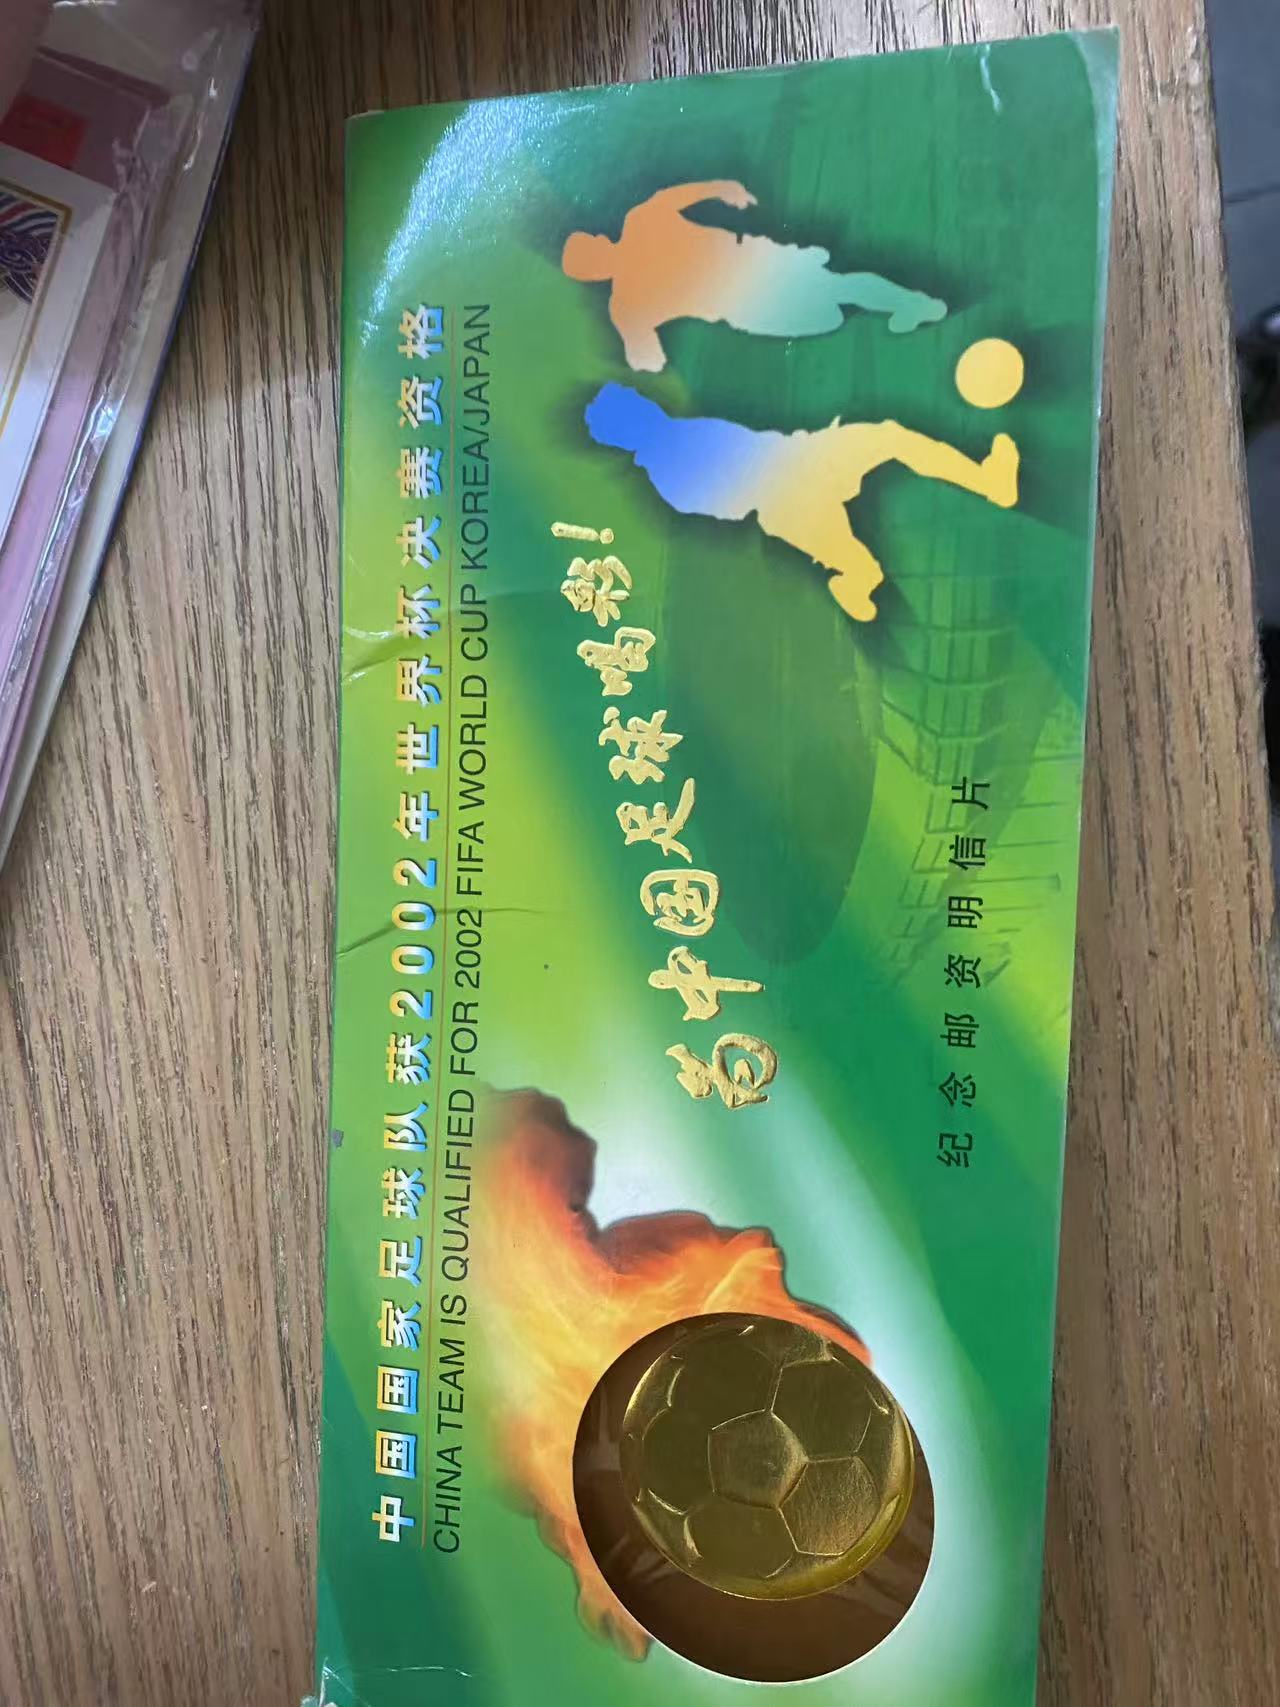 中国国家足球队获2002年世界杯决赛资格
CHINA TEAM IS QUALIFIED FOR 2002 FIFA WORLD CUP KOREA/JAPAN
为中国足球喝彩!
纪念邮资明信片